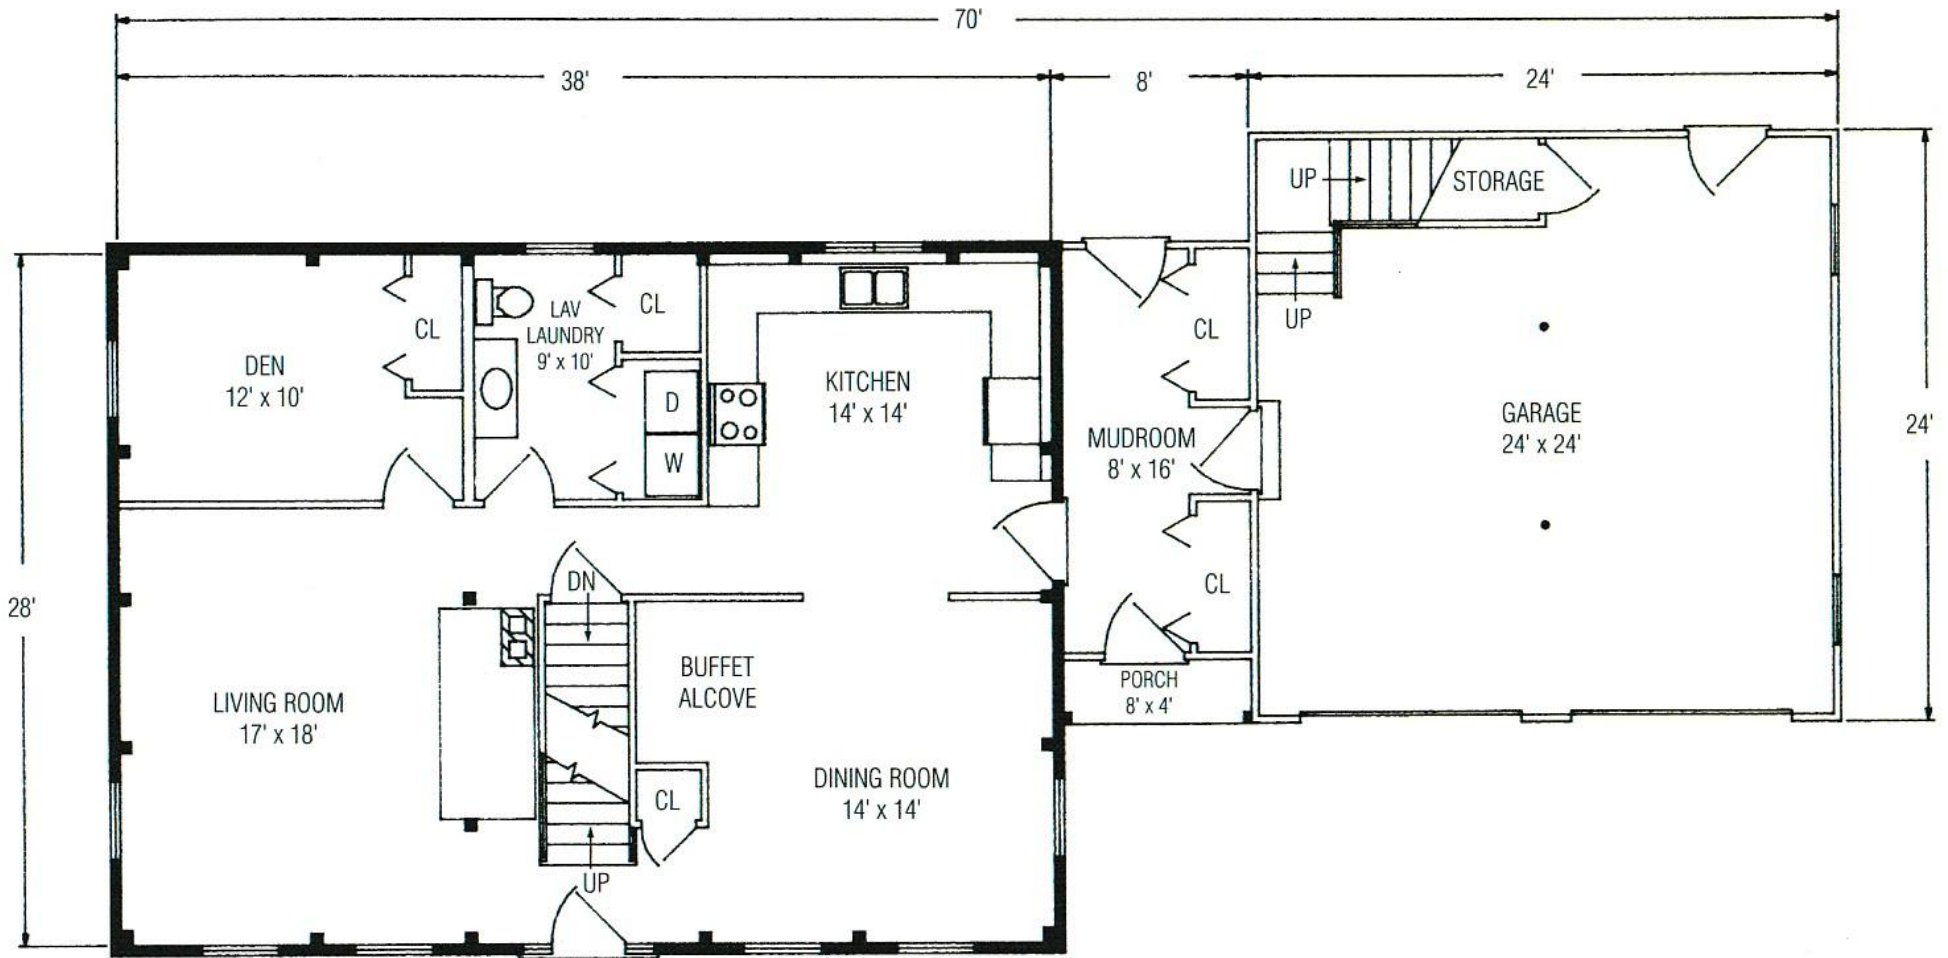 70'
38'
8'
24'
UP
STORAGE
UP
CL
CL
CL
LAV
LAUNDRY
9' x 10'
DEN
12' x 10'
D
W
KITCHEN
14' x 14'
MUDROOM
8' x 16'
GARAGE
24' x 24'
24'
28'
DN
CL
BUFFET
ALCOVE
PORCH
8' x 4'
LIVING ROOM
17' x 18'
CL
DINING ROOM
14' x 14'
UP